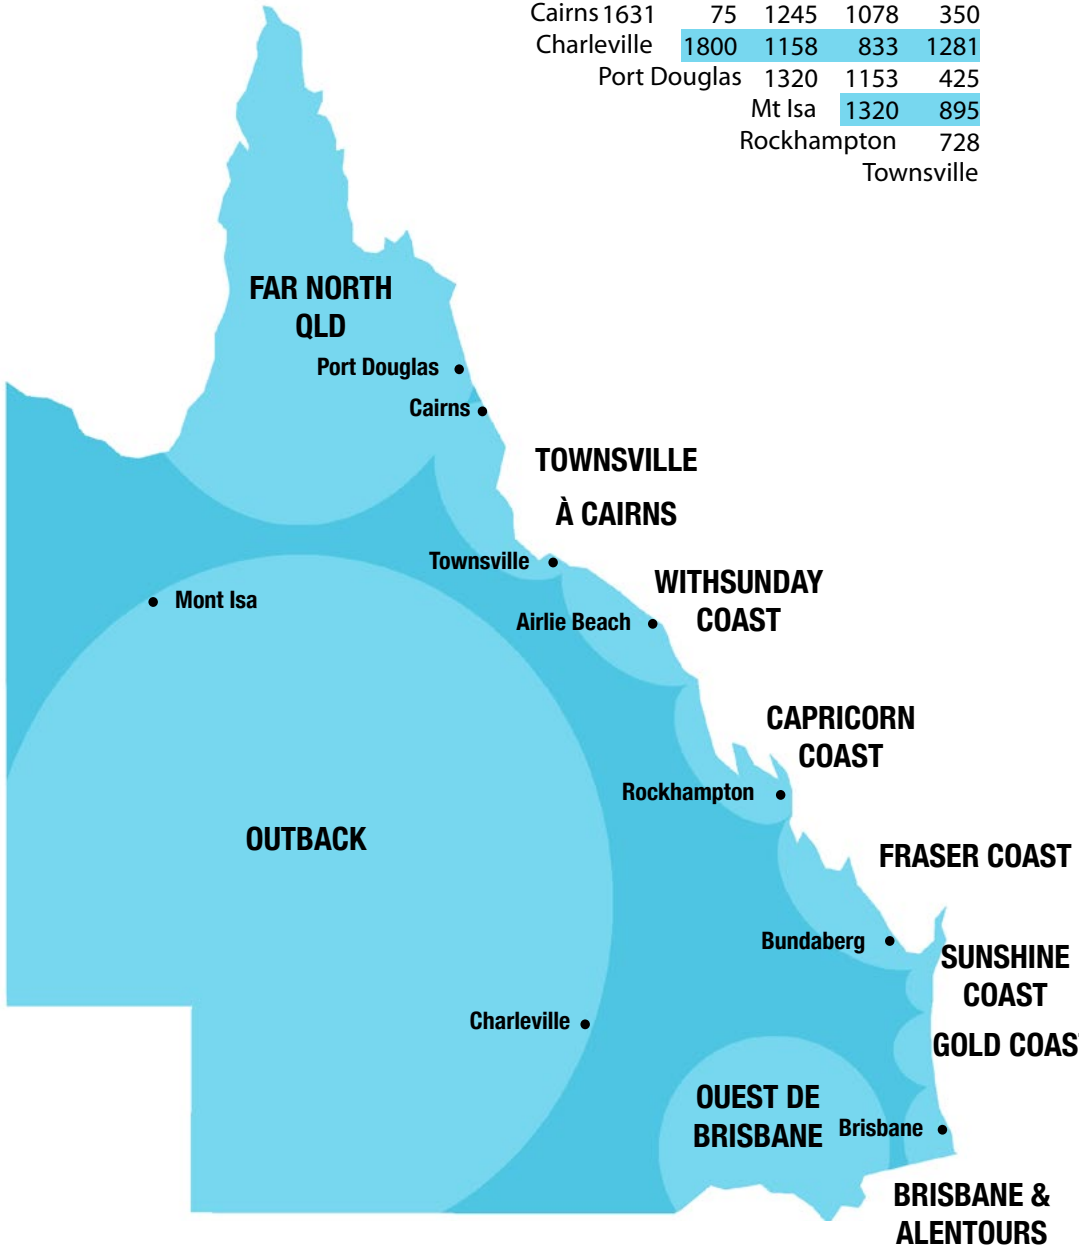 Cairns 1631 75 1245 1078 350
Charleville 1800 1158 833 1281
Port Douglas 1320 1153 425
Mt Isa 1320 895
Rockhampton 728
Townsville
FAR NORTH
QLD
Port Douglas
Cairns
TOWNSVILLE
À CAIRNS
Townsville
WITHSUNDAY
COAST
Mont Isa
Airlie Beach
CAPRICORN
COAST
Rockhampton
OUTBACK
FRASER COAST
Bundaberg
SUNSHINE
COAST
Charleville
GOLD COAS
OUEST DE
BRISBANE
Brisbane
BRISBANE &
ALENTOURS